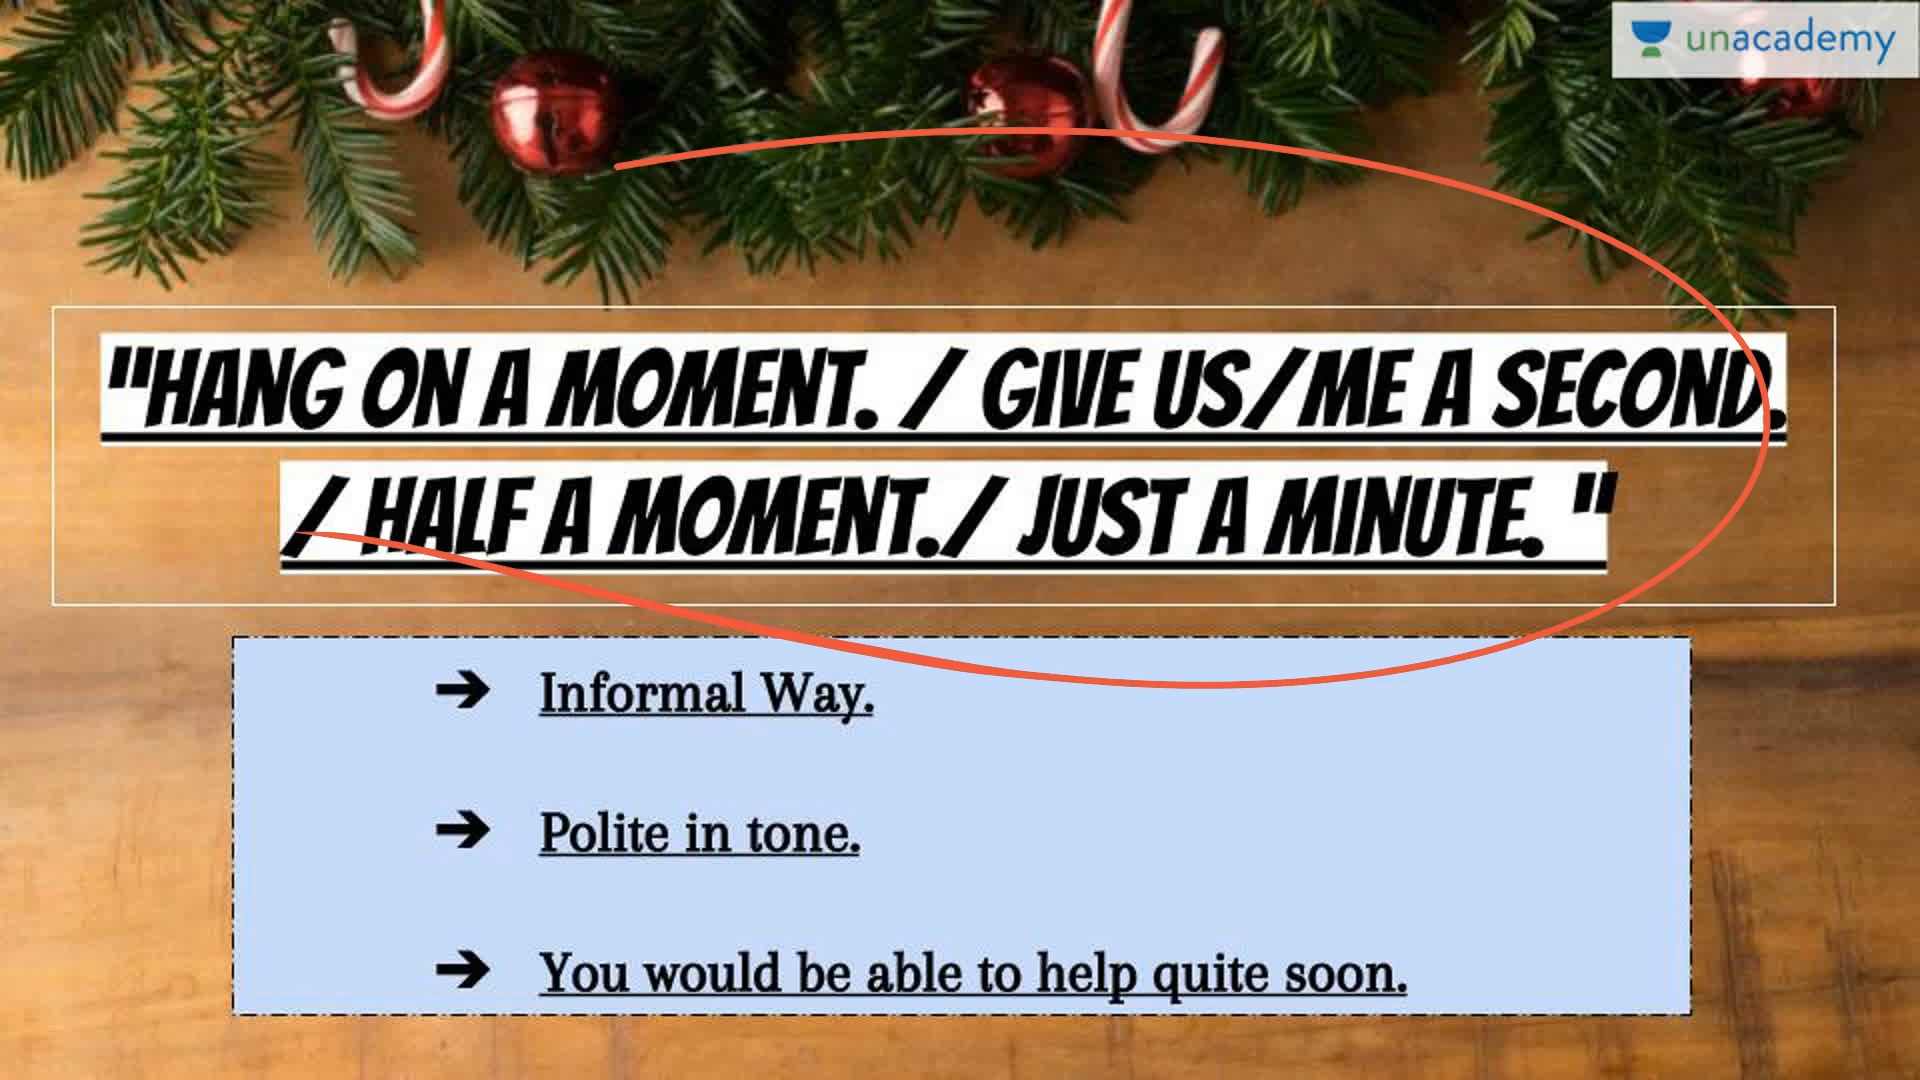 unacademy
"HANG ON A MOMENT. / GIVE US/ME A SECOND.
/ HALF A MOMENT./ JUST A MINUTE. "
➔ Informal Way.
➔ Polite in tone.
➔ You would be able to help quite soon.